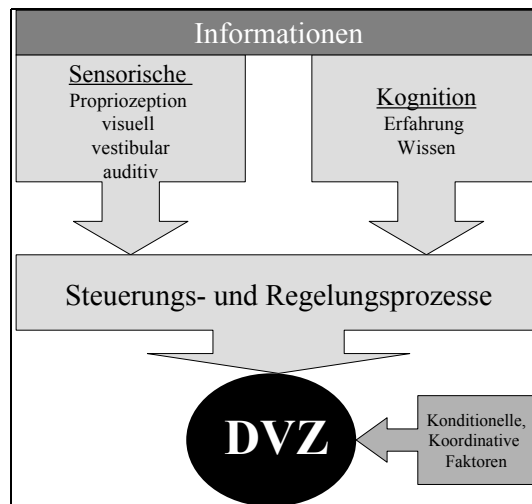 Informationen
Sensorische
Propriozeption
visuell
vestibular
auditiv
Kognition
Erfahrung
Wissen
Steuerungs- und Regelungsprozesse
DVZ
Konditionelle,
Koordinative
Faktoren